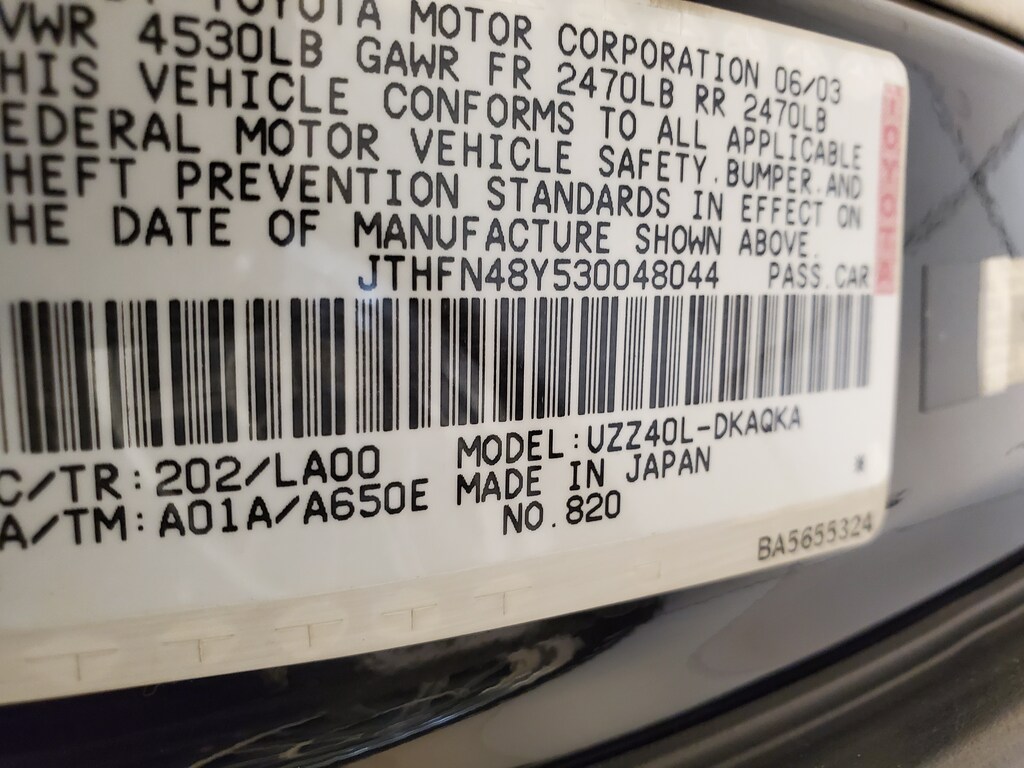 TOYOTA MOTOR CORPORATION 06/03
VWR 4530LB GAWR FR 2470LB RR 2470LB
HIS VEHICLE CONFORMS TO ALL APPLICABLE
EDERAL MOTOR VEHICLE SAFETY.BUMPER.AND
HEFT PREVENTION STANDARDS IN EFFECT ON
HE DATE OF MANUFACTURE SHOWN ABOVE.
JTHFN48Y530048044 PASS.CAR
C/TR:202/LA00 MODEL:UZZ40L-DKAQKA
A/TM:A01A/A650E MADE IN JAPAN
NO.820
BA5655324
TOYOTA